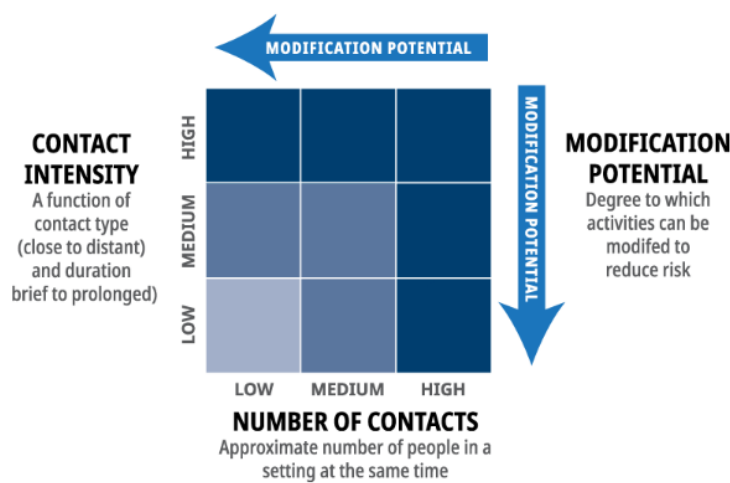 MODIFICATION POTENTIAL
CONTACT
INTENSITY
A function of
contact type
(close to distant)
and duration
brief to prolonged)
HIGH
MEDIUM
LOW
MODIFICATION POTENTIAL
MODIFICATION
POTENTIAL
Degree to which
activities can be
modifed to
reduce risk
LOW MEDIUM HIGH
NUMBER OF CONTACTS
Approximate number of people in a
setting at the same time